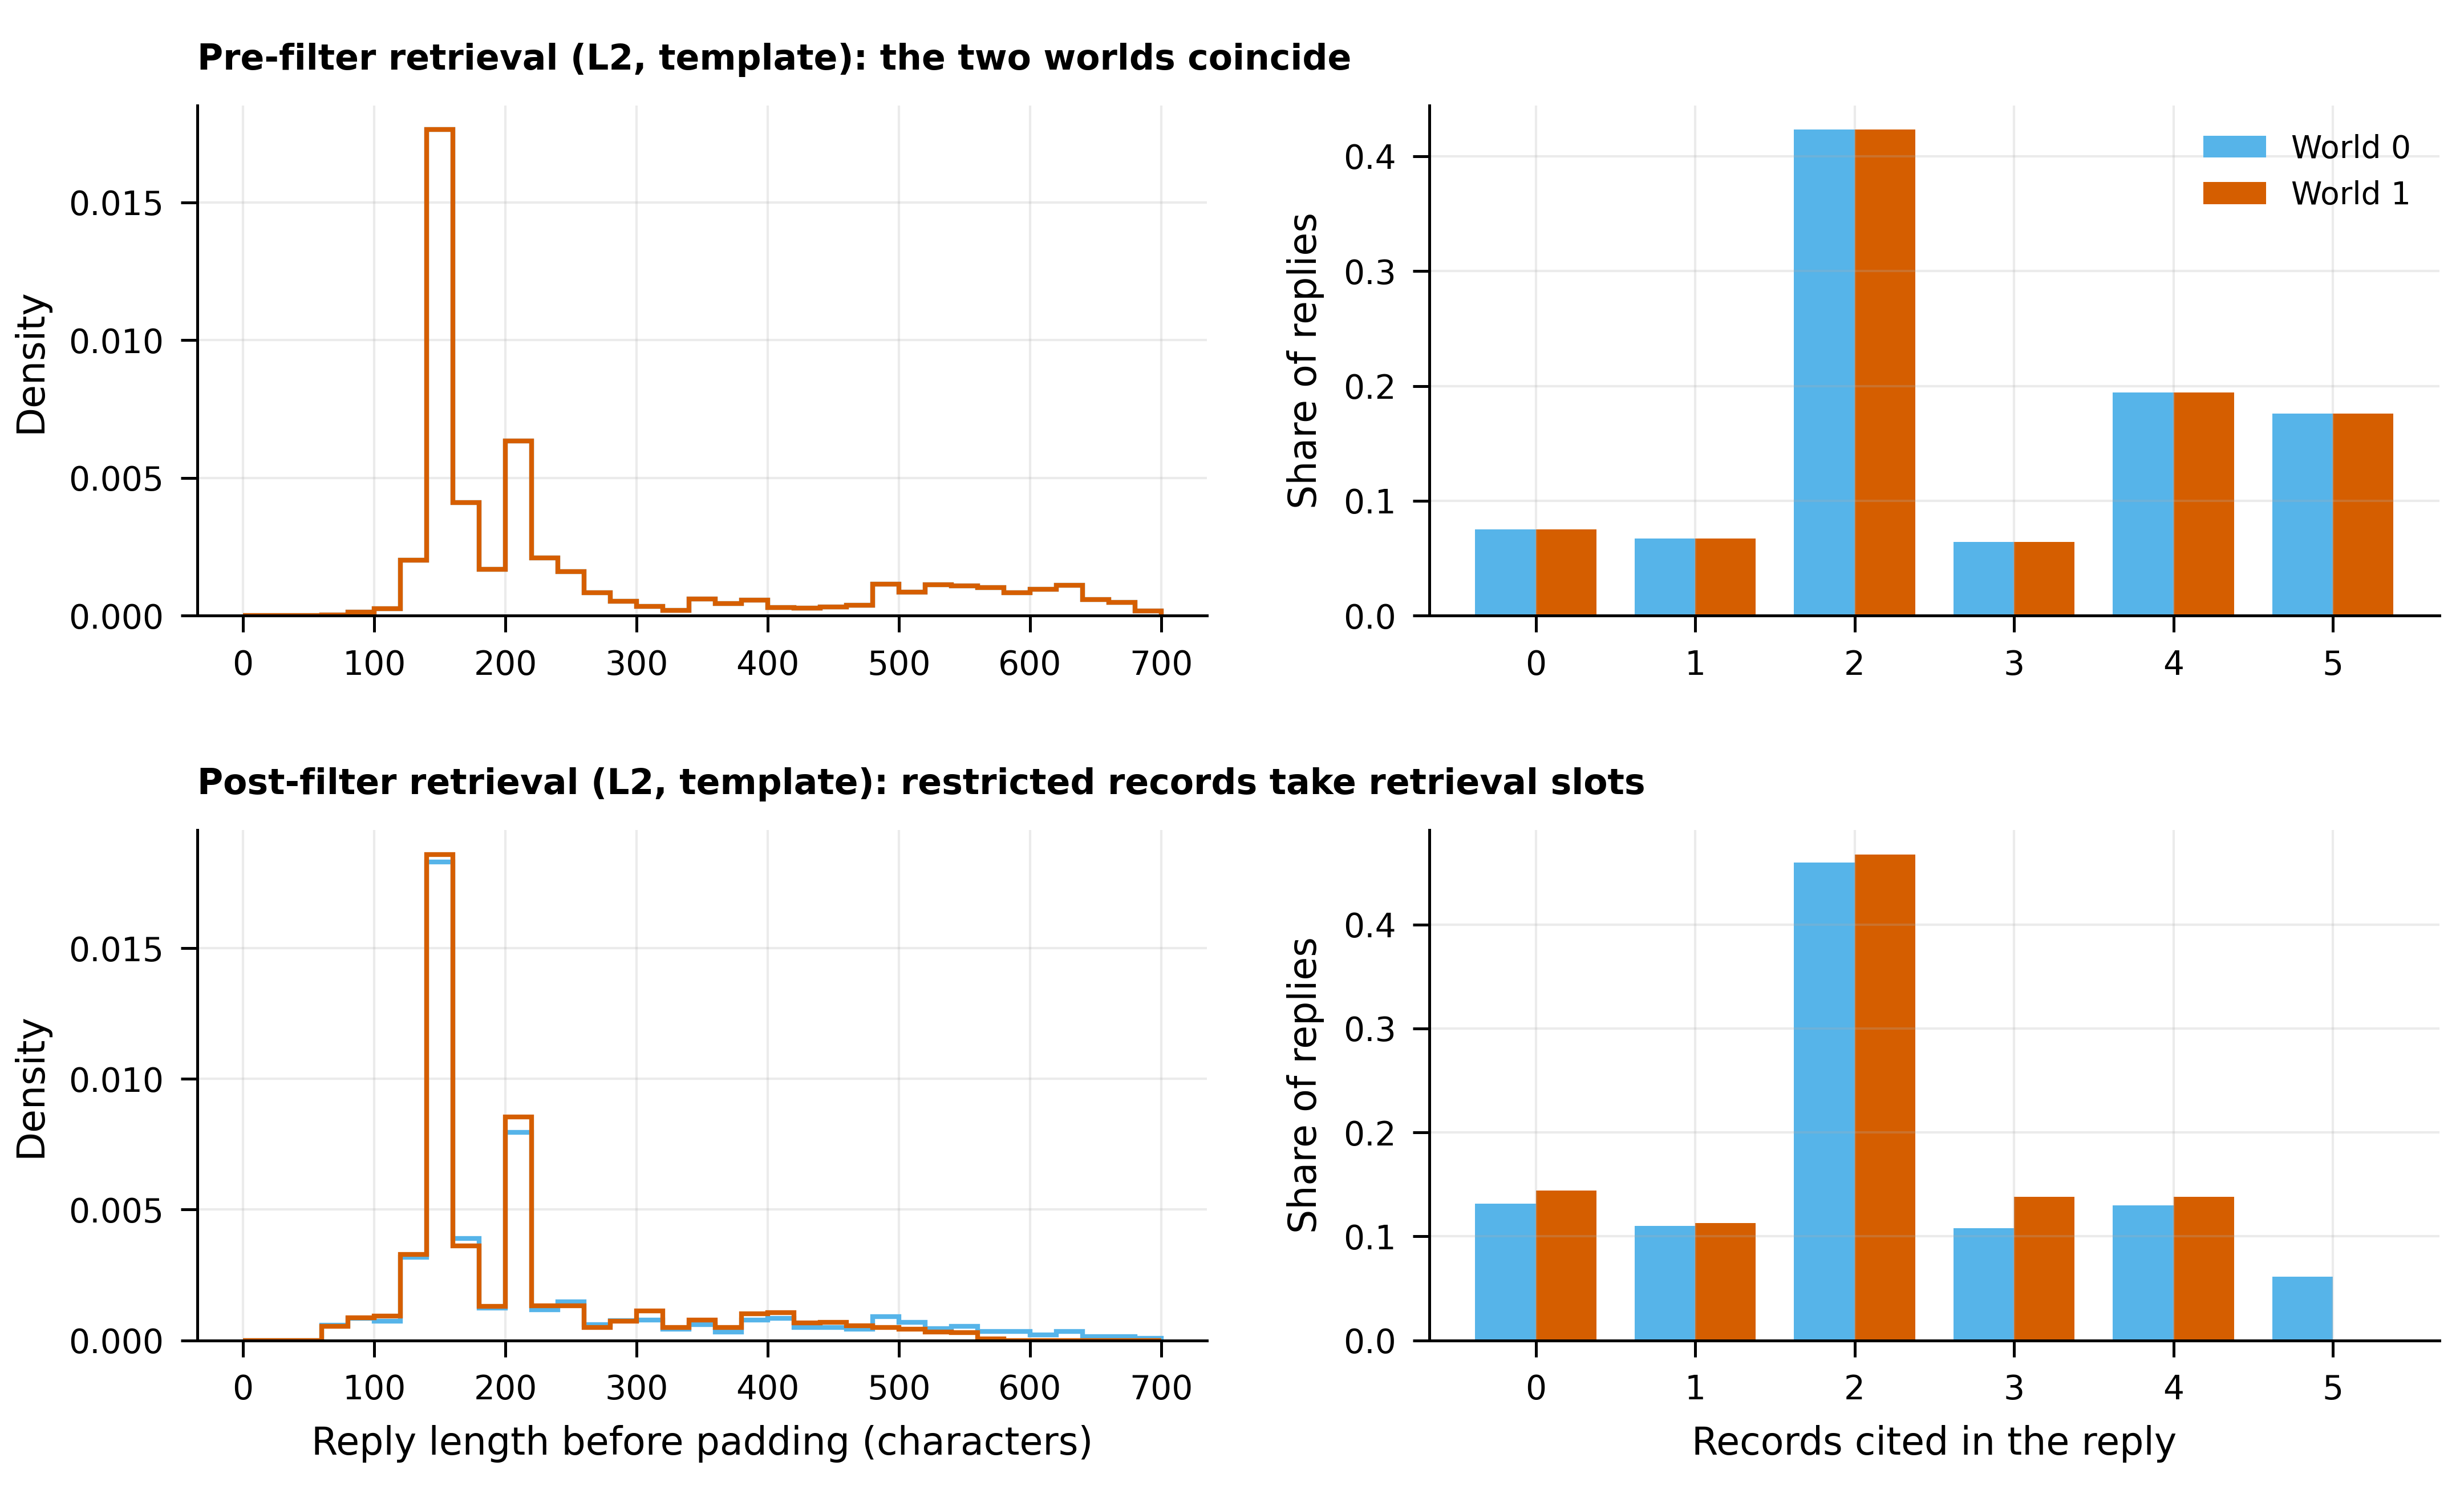 Pre-filter retrieval (L2, template): the two worlds coincide
Density
0.015
0.010
0.005
0.000
0 100 200 300 400 500 600 700
Share of replies
0.4
0.3
0.2
0.1
0.0
0 1 2 3 4 5
World 0
World 1
Post-filter retrieval (L2, template): restricted records take retrieval slots
Density
0.015
0.010
0.005
0.000
0 100 200 300 400 500 600 700
Reply length before padding (characters)
Share of replies
0.4
0.3
0.2
0.1
0.0
0 1 2 3 4 5
Records cited in the reply